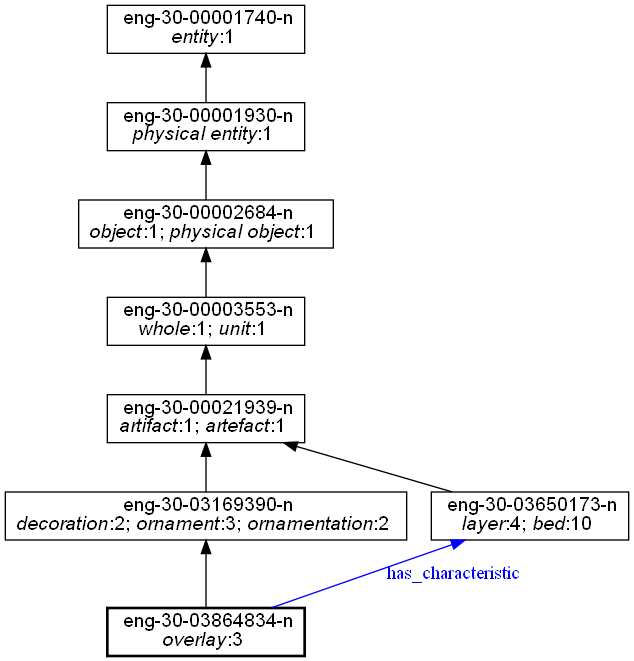 eng-30-00001740-n
entity:1
eng-30-00001930-n
physical entity:1
eng-30-00002684-n
object:1; physical object:1
eng-30-00003553-n
whole:1; unit:1
eng-30-00021939-n
artifact:1; artefact:1
eng-30-03169390-n
decoration:2; ornament:3; ornamentation:2
eng-30-03650173-n
layer:4; bed:10
has_characteristic
eng-30-03864834-n
overlay:3